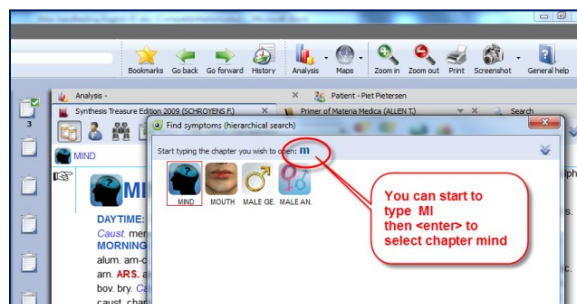 Bookmarks Go back Go forward History Analysis Maps Zoom in Zoom out Print Screenshot General help
Analysis - Patient - Piet Pietersen
Synthesis Treasure Edition 2009 (SCHROYENS F.) Primer of Materia Medica (ALLEN T.) Search
Find symptoms (hierarchical search)
3
Start typing the chapter you wish to open: m
MIND
MIND MOUTH MALE GE. MALE AN.
MI
You can start to
type MI
then <enter> to
select chapter mind
DAYTIME:
Caust. mer
MORNING
alum. am-c
arn. ARS. a
bov. bry. Ca
caust. char